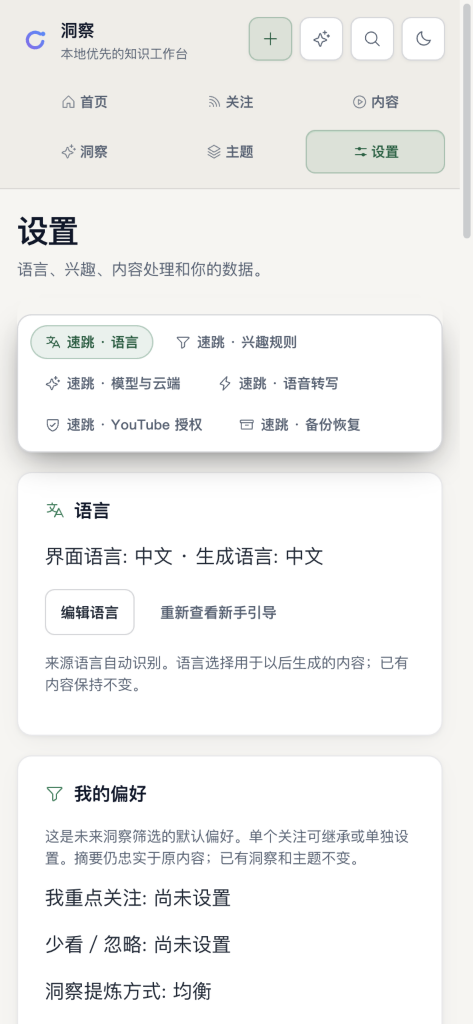 洞察
本地优先的知识工作台
首页
关注
内容
洞察
主题
设置
设置
语言、兴趣、内容处理和你的数据。
速跳 · 语言
速跳 · 兴趣规则
速跳 · 模型与云端
速跳 · 语音转写
速跳 · YouTube 授权
速跳 · 备份恢复
语言
界面语言: 中文 · 生成语言: 中文
编辑语言
重新查看新手引导
来源语言自动识别。语言选择用于以后生成的内容；已有
内容保持不变。
我的偏好
这是未来洞察筛选的默认偏好。单个关注可继承或单独设
置。摘要仍忠实于原内容；已有洞察和主题不变。
我重点关注: 尚未设置
少看 / 忽略: 尚未设置
洞察提炼方式: 均衡